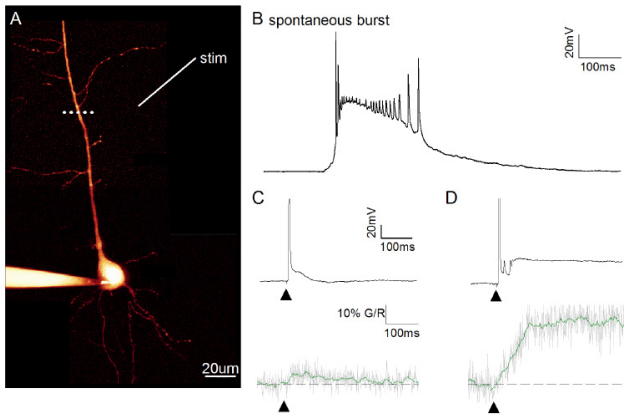 A
stim
20um
B spontaneous burst
20mV
100ms
C
20mV
100ms
10% G/R
100ms
D